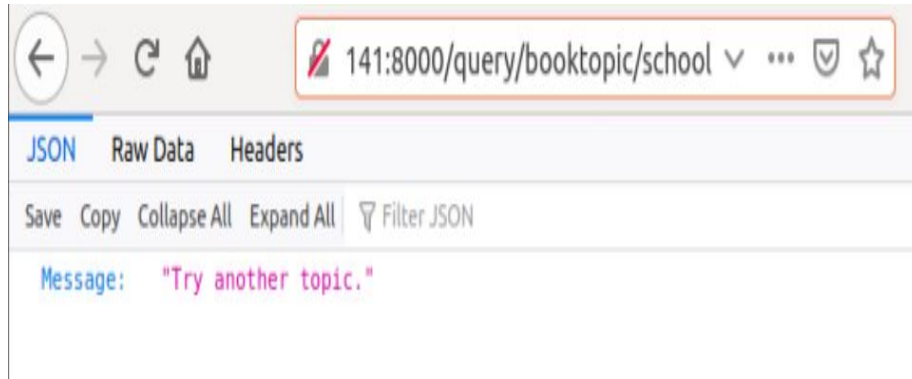 141:8000/query/booktopic/school
JSON Raw Data Headers
Save Copy Collapse All Expand All Filter JSON
Message: "Try another topic."